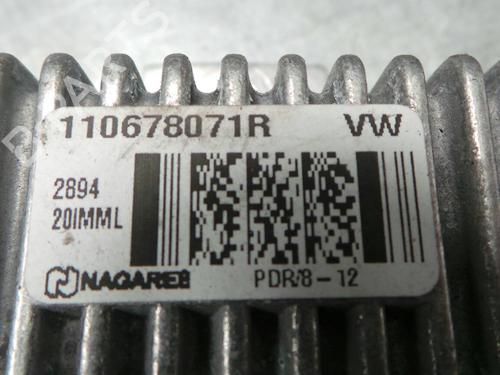 110678071R VW
2894
20IMML
NAGARES PDR/8-12